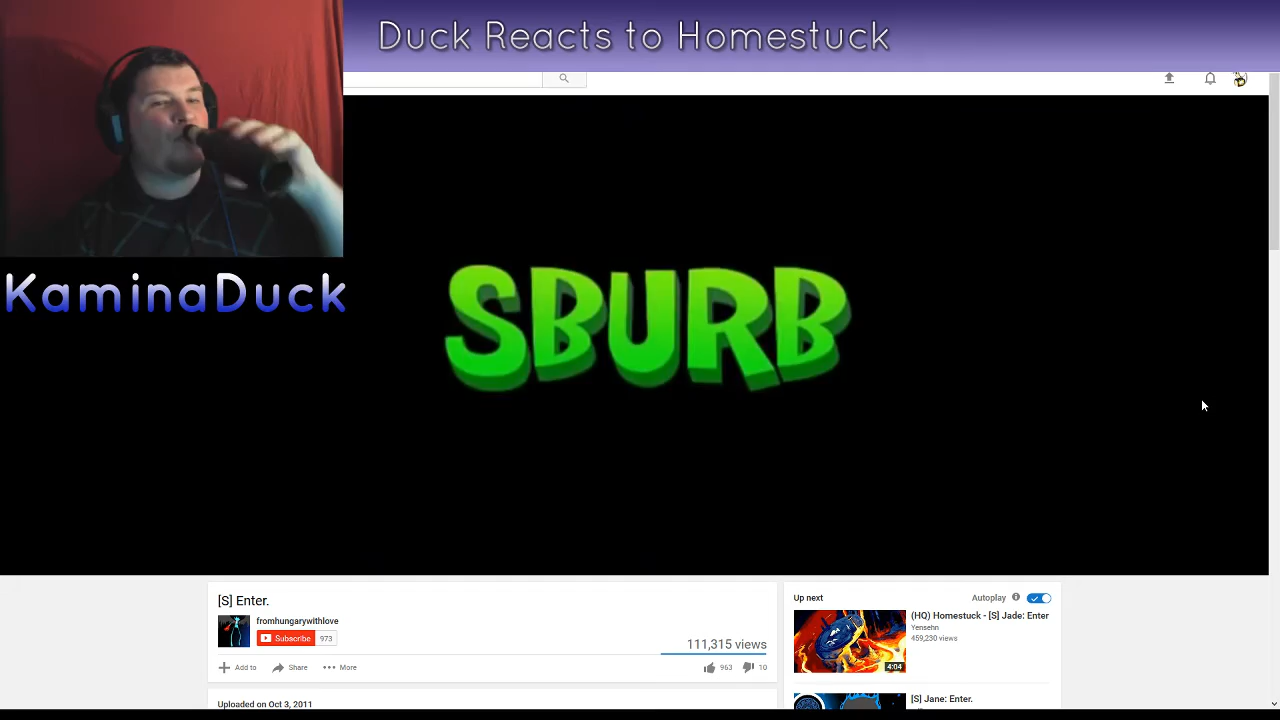 Duck Reacts to Homestuck
KaminaDuck
SBURB
[S] Enter.
fromhungarywithlove
Subscribe 973
111,315 views
Add to Share More 963 10
Uploaded on Oct 3, 2011
Up next Autoplay
(HQ) Homestuck - [S] Jade: Enter
Yensehn
459,230 views
4:04
[S] Jane: Enter.